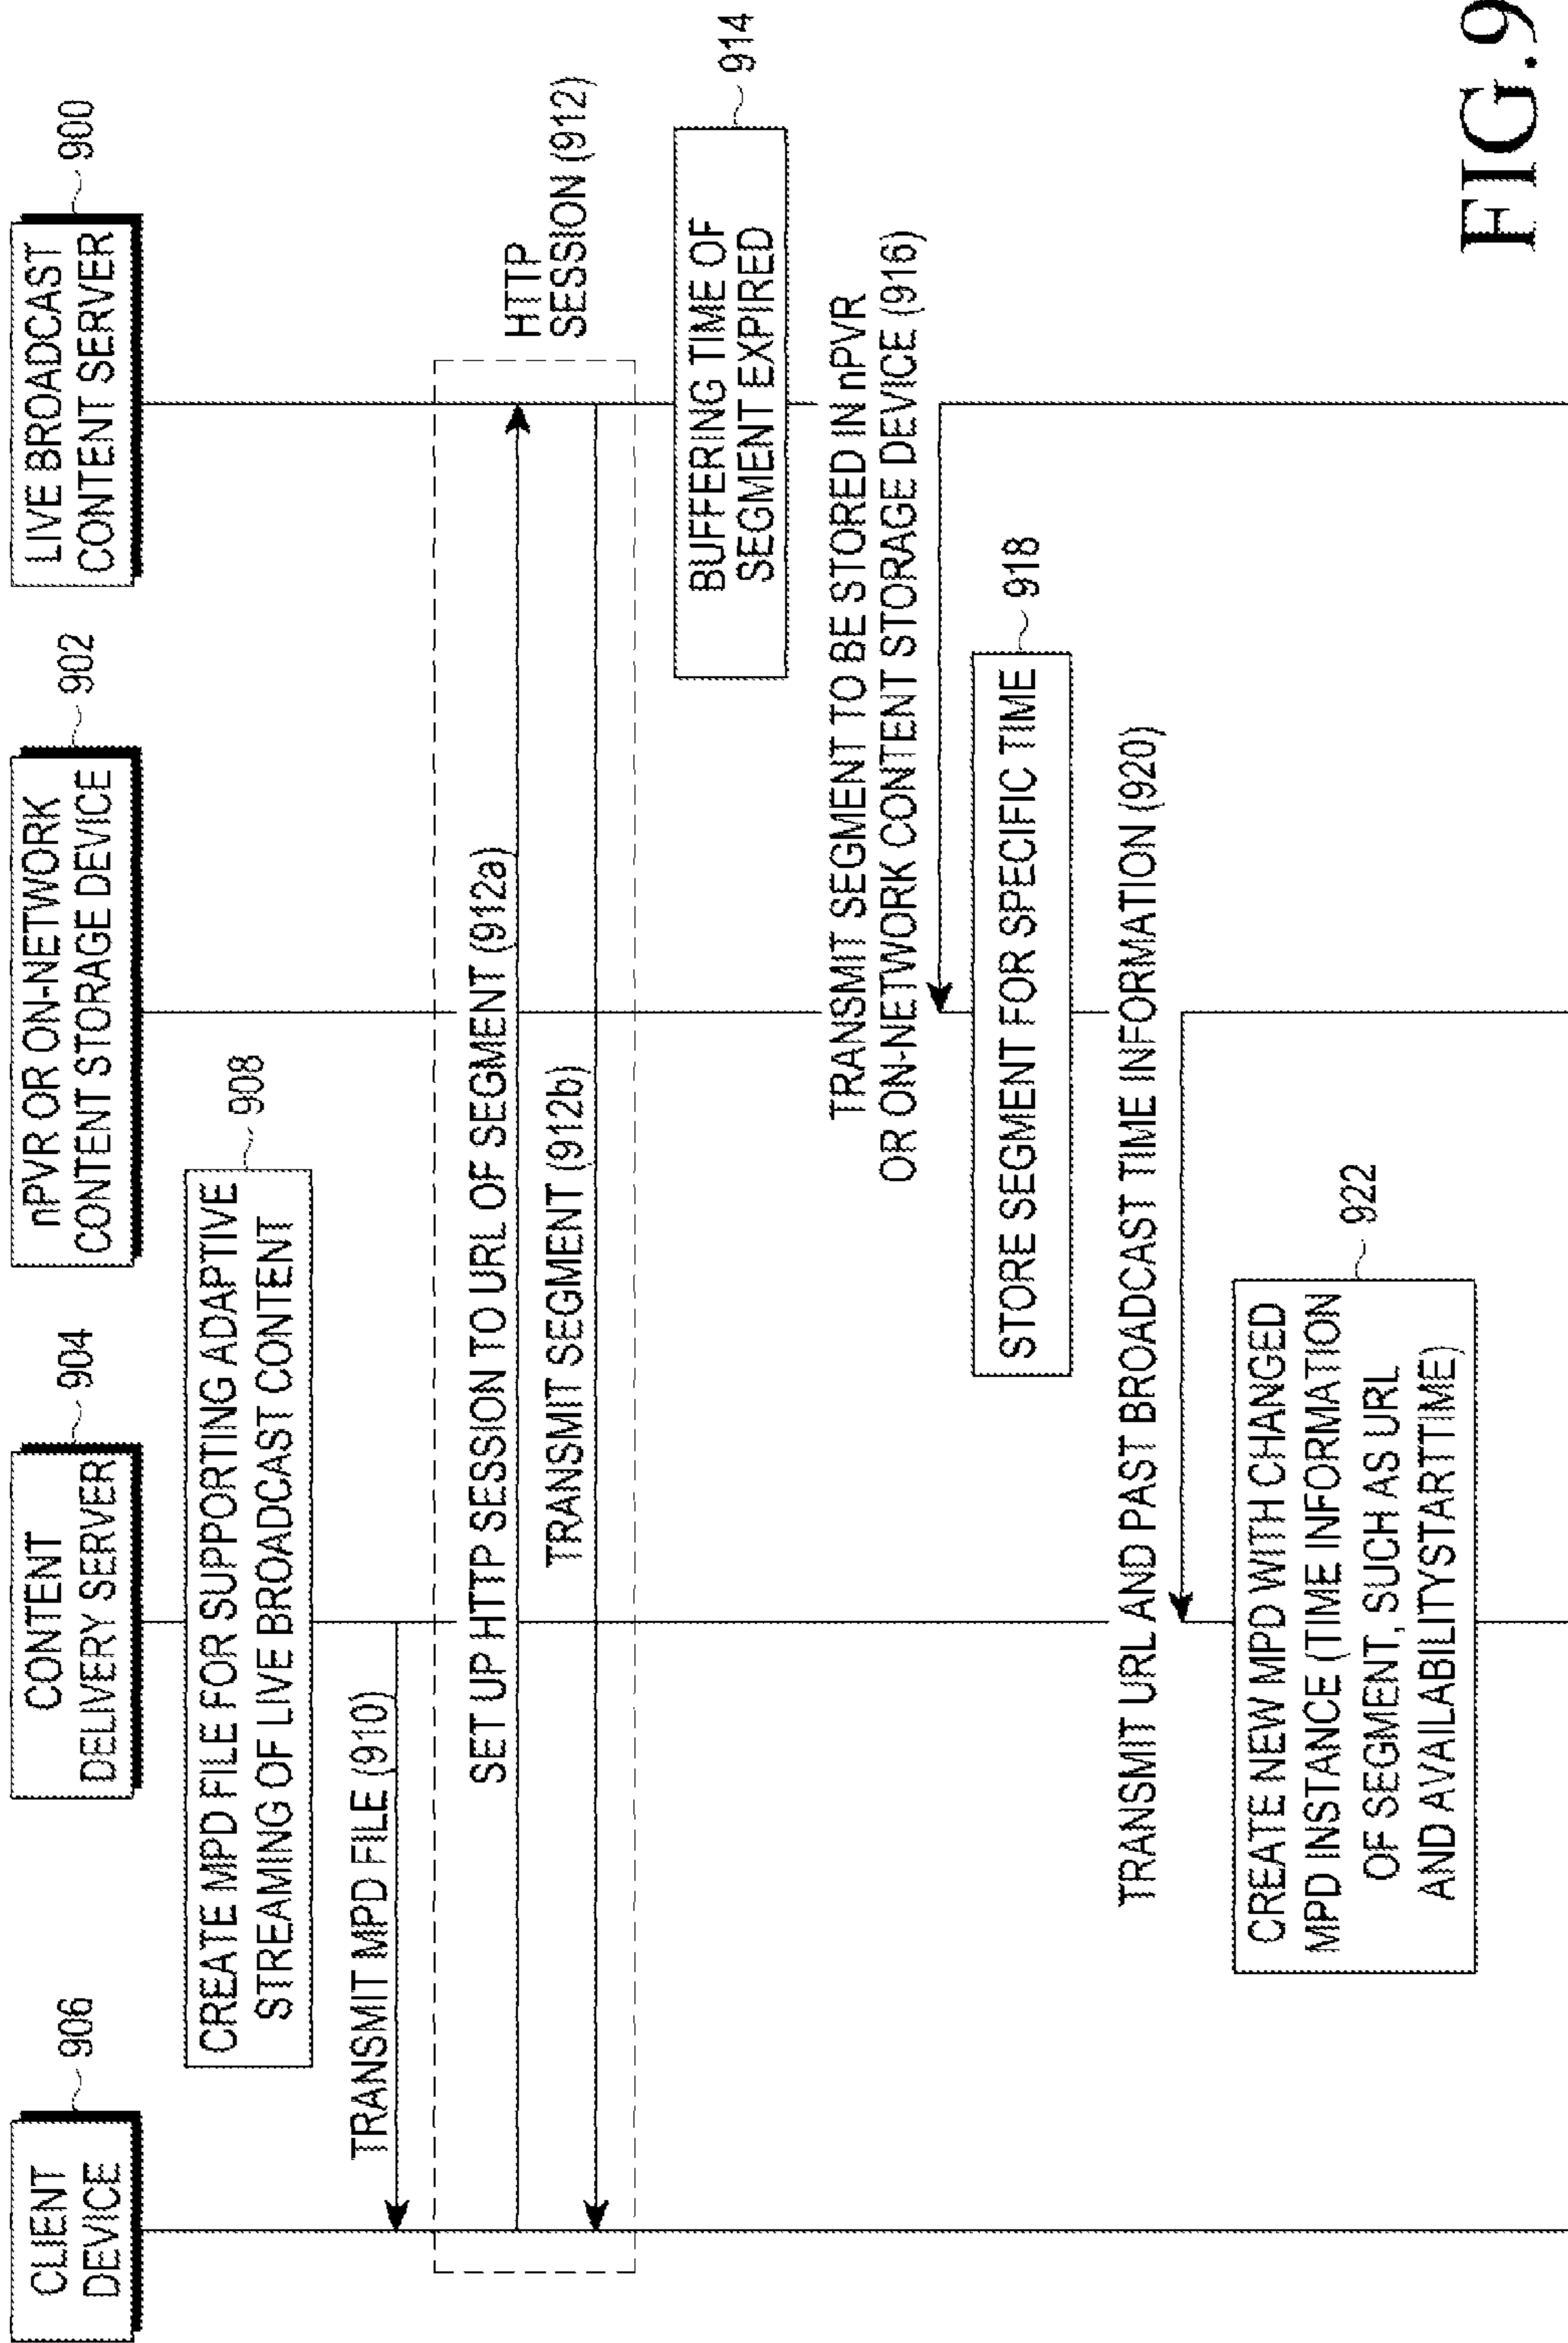 CLIENT
DEVICE
906
CONTENT
DELIVERY SERVER
904
nPVR OR ON-NETWORK
CONTENT STORAGE DEVICE
902
LIVE BROADCAST
CONTENT SERVER
900
CREATE MPD FILE FOR SUPPORTING ADAPTIVE
STREAMING OF LIVE BROADCAST CONTENT
908
TRANSMIT MPD FILE (910)
SET UP HTTP SESSION TO URL OF SEGMENT (912a)
HTTP
SESSION (912)
TRANSMIT SEGMENT (912b)
BUFFERING TIME OF
SEGMENT EXPIRED
914
TRANSMIT SEGMENT TO BE STORED IN nPVR
OR ON-NETWORK CONTENT STORAGE DEVICE (916)
STORE SEGMENT FOR SPECIFIC TIME
918
TRANSMIT URL AND PAST BROADCAST TIME INFORMATION (920)
CREATE NEW MPD WITH CHANGED
MPD INSTANCE (TIME INFORMATION
OF SEGMENT, SUCH AS URL
AND AVAILABILITYSTARTTIME)
922
FIG.9